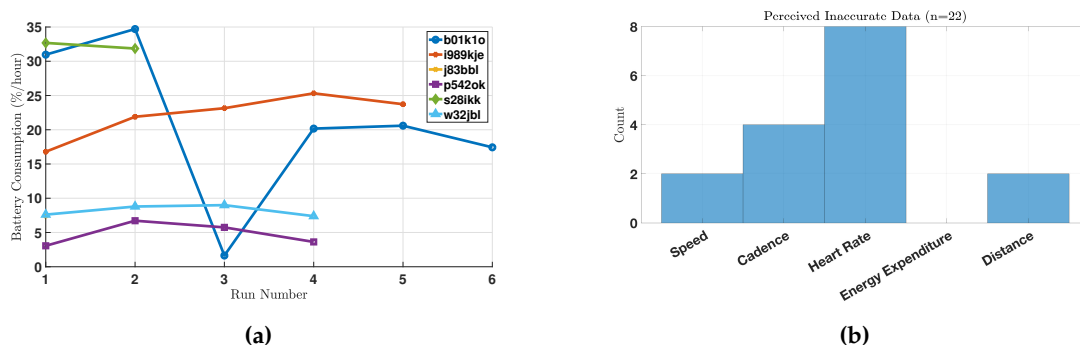 35
30
25
20
15
10
5
0
Battery Consumption (%/hour)
1 2 3 4 5 6
Run Number
b01k1o
i989kje
j83bbl
p542ok
s28ikk
w32jbl
(a)
Perceived Inaccurate Data (n=22)
8
6
4
2
0
Count
Speed
Cadence
Heart Rate
Energy Expenditure
Distance
(b)